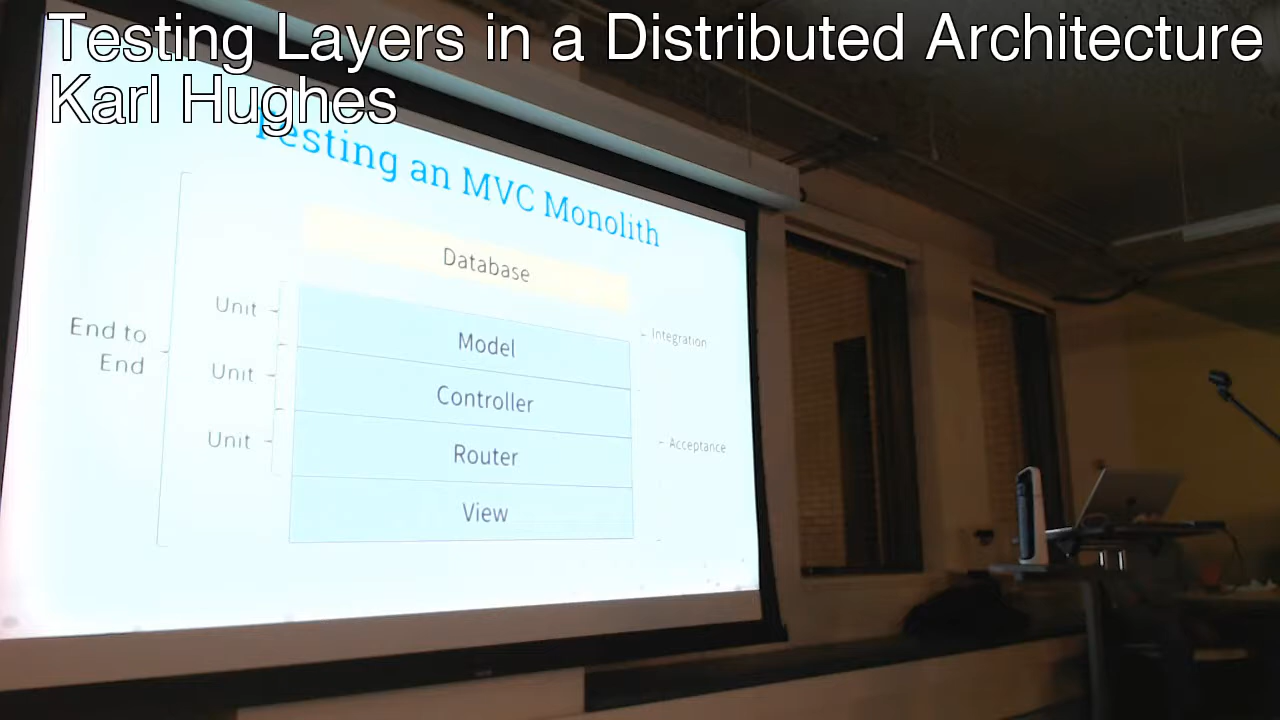 Testing Layers in a Distributed Architecture
Karl Hughes
Testing an MVC Monolith
Database
Unit
Model
Integration
End to
End
Unit
Controller
Unit
Router
Acceptance
View